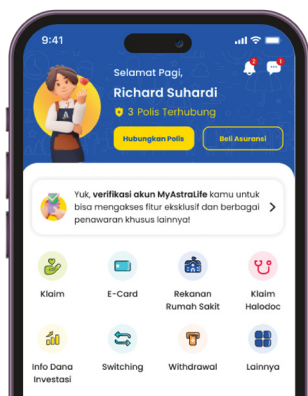 9:41
Selamat Pagi,
Richard Suhardi
3 Polis Terhubung
Hubungkan Polis
Beli Asuransi
Yuk, verifikasi akun MyAstraLife kamu untuk
bisa mengakses fitur eksklusif dan berbagai
penawaran khusus lainnya!
Klaim
E-Card
Rekanan
Rumah Sakit
Klaim
Halodoc
Info Dana
Investasi
Switching
Withdrawal
Lainnya